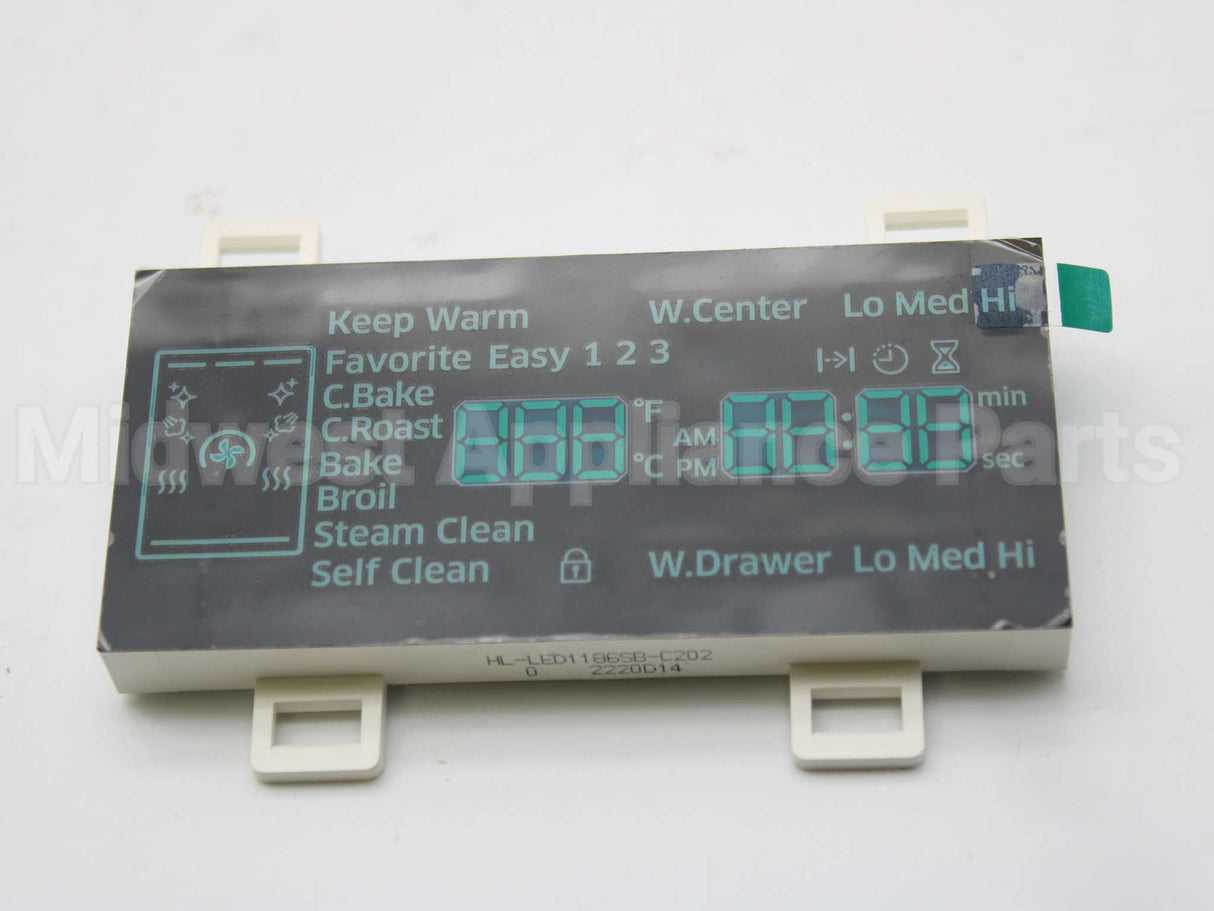 Keep Warm W.Center Lo Med Hi
Favorite Easy 1 2 3
C.Bake
C.Roast
Bake
Broil
Steam Clean
Self Clean
°F
°C
AM
PM
:
min
sec
W.Drawer Lo Med Hi
HL-LED1186SB-C202
0 2220D14
Midwest Appliance Parts